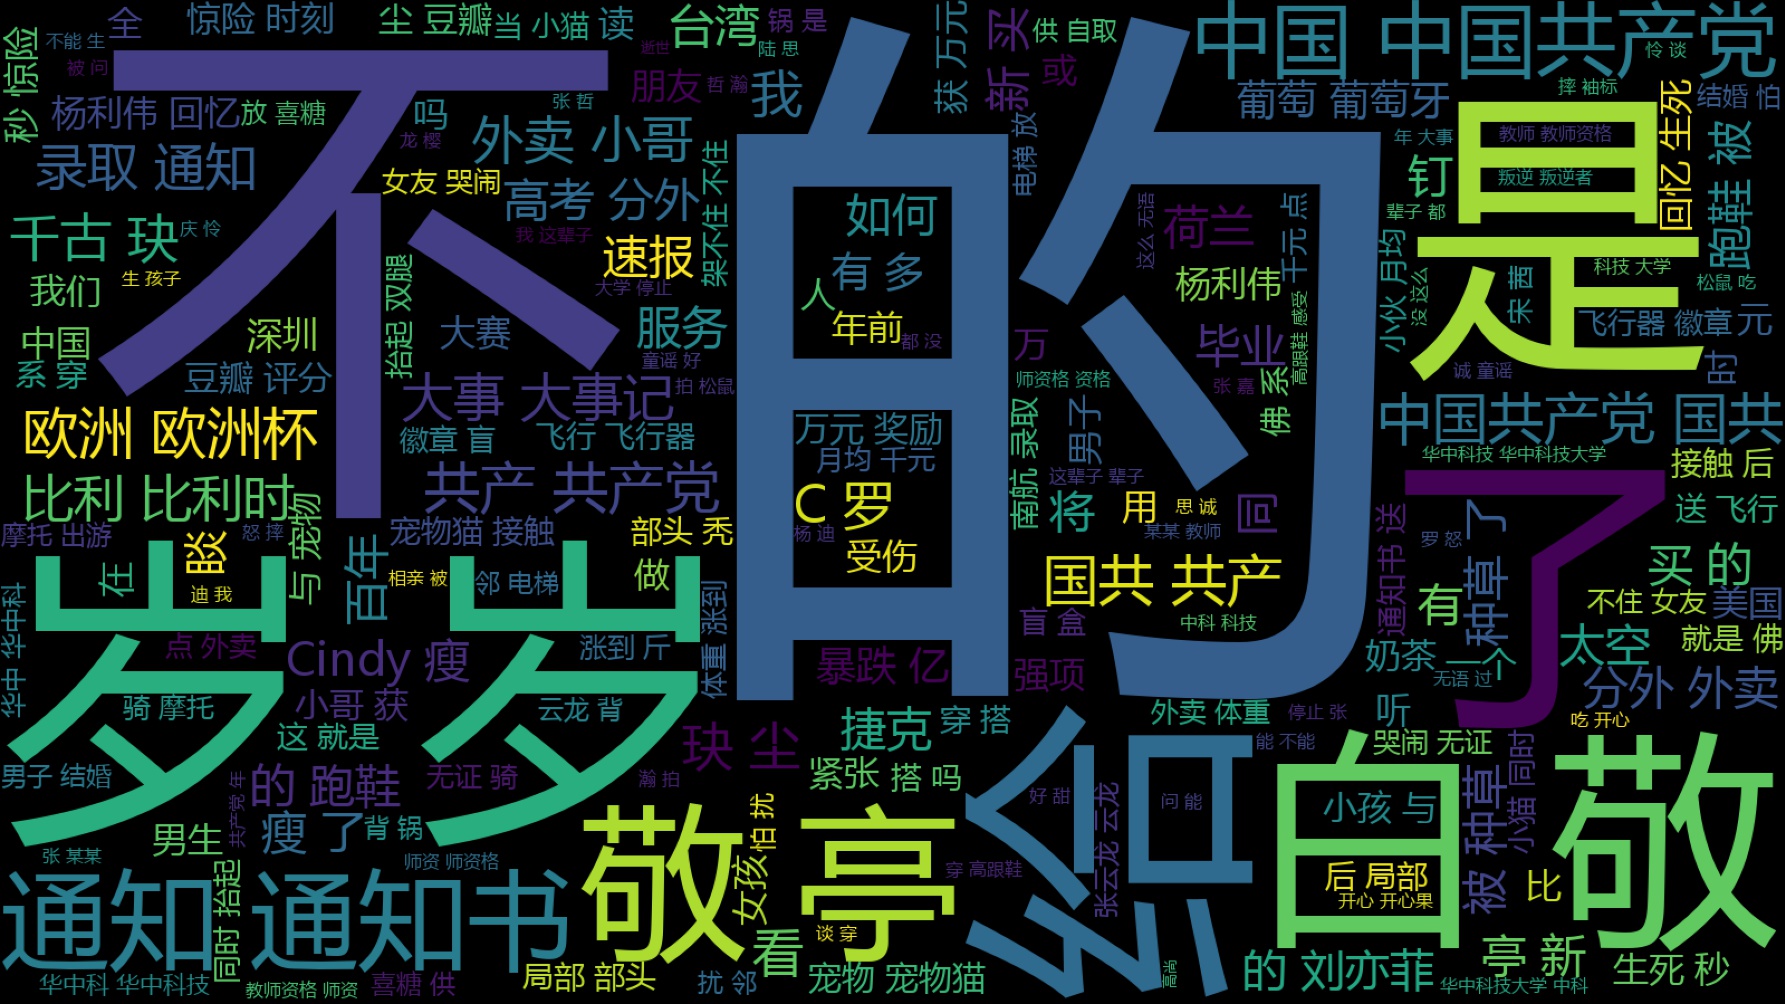 不能 生
全
惊险 时刻
尘 豆瓣
当 小猫
读
台湾
锅 是
获 万元
买 新
供 自取
中国 中国共产党
怜 谈
秒 惊险
被 问
逝世
陆 思
朋友
哲 瀚
我
或
葡萄 葡萄牙
摔 袖标
结婚 怕
杨利伟 回忆
放 喜糖
不
吗
张 哲
龙 樱
外卖 小哥
的
电梯 放
年 大事
教师 教师资格
是
回忆 生死
跑鞋 被
录取 通知
女友 哭闹
架不住 不住
钉
叛逆 叛逆者
高考 分外
如何
这么 无语
荷兰
千元 点
辈子 都
千古 玦
庆 怜
我 这辈子
速报
有 多
小伙 月均
科技 大学
我们
生 孩子
抬起 双腿
大学 停止
人
杨利伟
没 这么
宋 茜
松鼠 吃
中国
深圳
大赛
服务
年前
都 没
万
毕业
高跟鞋 感受
飞行器 徽章
元
系 穿
豆瓣 评分
童谣 好
师资格 资格
张 嘉
佛 系
诚 童谣
时
欧洲 欧洲杯
大事 大事记
拍 松鼠
南航 录取
男子
中国共产党 国共
徽章 盲
飞行 飞行器
万元 奖励
月均 千元
华中科技 华中科技大学
接触 后
比利 比利时
共产 共产党
C 罗
这辈子 辈子
了
摩托 出游
谈
怒 摔
与 宠物
宠物猫 接触
部头 秃
杨 迪
将
用
思 诚
问
通知书 送
罗 怒
种草 了
送 飞行
在
百年
某某 教师
受伤
国共 共产
买 的
岁 岁
迪 我
相亲 被
邻 电梯
做
体重 涨到
盲 盒
中科 科技
有
不住 女友
美国
华中 华中科
点 外卖
Cindy 瘦
涨到 斤
暴跌 亿
强项
奶茶 一个
太空
就是 佛
骑 摩托
小哥 获
云龙 背
无语 过
分外 外卖
这 就是
玦 尘
捷克
穿 搭
给
外卖 体重
停止 张
听
吃 开心
男子 结婚
共产党 年
的 跑鞋
无证 骑
瀚 拍
紧张
搭 吗
能 不能
白 敬
哭闹 无证
被 种草
小猫 同时
男生
瘦 了
背 锅
敬 亭
女孩 怕 扰
好 甜
张云龙 云龙
问 能
小孩 与
张 某某
师资 师资格
穿 高跟鞋
后 局部
比
通知 通知书
同时 抬起
谈 穿
开心 开心果
看
高尚
的 刘亦菲
亭 新
生死 秒
华中科 华中科技
教师资格 师资
喜糖 供
局部 部头
扰 邻
宠物 宠物猫
华中科技大学 中科